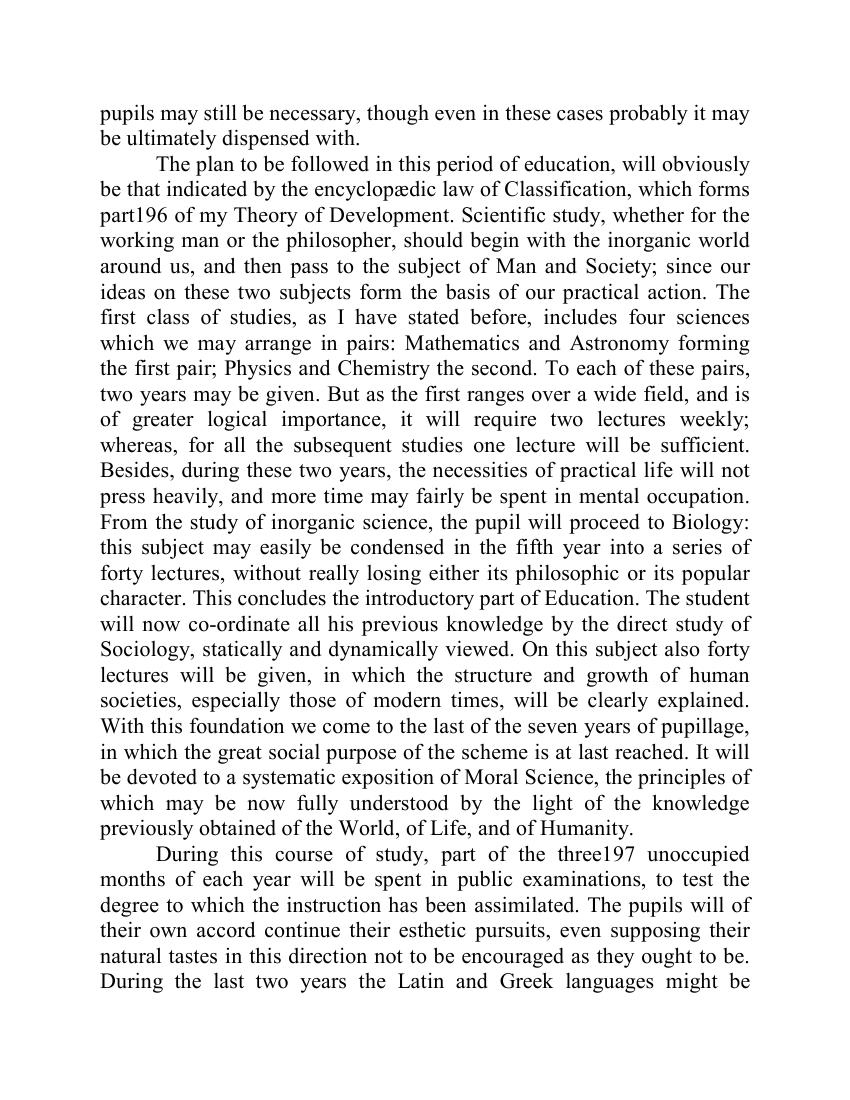 pupils may still be necessary, though even in these cases probably it may
be ultimately dispensed with.
The plan to be followed in this period of education, will obviously
be that indicated by the encyclopædic law of Classification, which forms
part196 of my Theory of Development. Scientific study, whether for the
working man or the philosopher, should begin with the inorganic world
around us, and then pass to the subject of Man and Society; since our
ideas on these two subjects form the basis of our practical action. The
first class of studies, as I have stated before, includes four sciences
which we may arrange in pairs: Mathematics and Astronomy forming
the first pair; Physics and Chemistry the second. To each of these pairs,
two years may be given. But as the first ranges over a wide field, and is
of greater logical importance, it will require two lectures weekly;
whereas, for all the subsequent studies one lecture will be sufficient.
Besides, during these two years, the necessities of practical life will not
press heavily, and more time may fairly be spent in mental occupation.
From the study of inorganic science, the pupil will proceed to Biology:
this subject may easily be condensed in the fifth year into a series of
forty lectures, without really losing either its philosophic or its popular
character. This concludes the introductory part of Education. The student
will now co-ordinate all his previous knowledge by the direct study of
Sociology, statically and dynamically viewed. On this subject also forty
lectures will be given, in which the structure and growth of human
societies, especially those of modern times, will be clearly explained.
With this foundation we come to the last of the seven years of pupillage,
in which the great social purpose of the scheme is at last reached. It will
be devoted to a systematic exposition of Moral Science, the principles of
which may be now fully understood by the light of the knowledge
previously obtained of the World, of Life, and of Humanity.
During this course of study, part of the three197 unoccupied
months of each year will be spent in public examinations, to test the
degree to which the instruction has been assimilated. The pupils will of
their own accord continue their esthetic pursuits, even supposing their
natural tastes in this direction not to be encouraged as they ought to be.
During the last two years the Latin and Greek languages might be